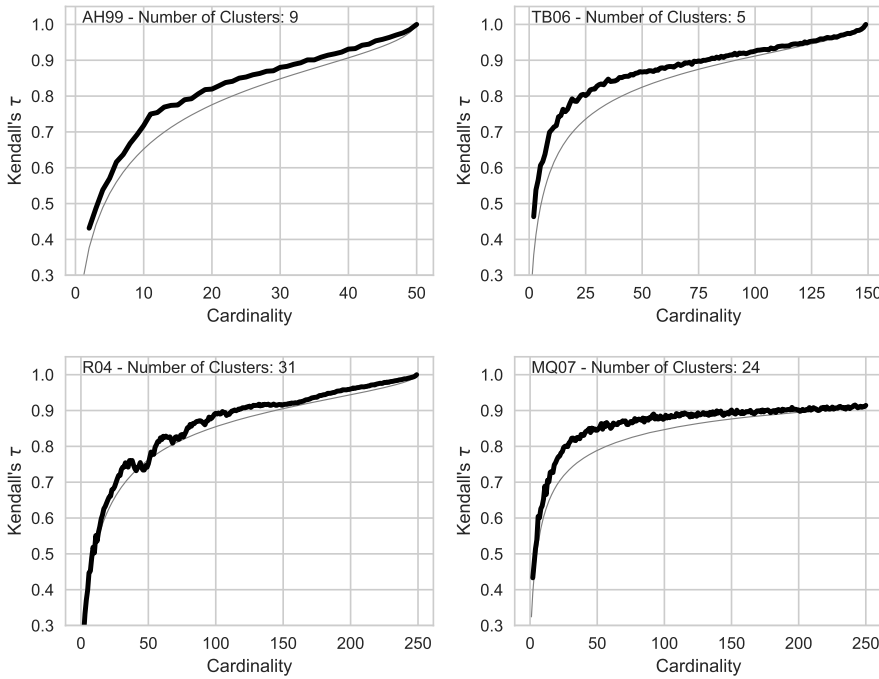 AH99 - Number of Clusters: 9
1.0
0.9
0.8
0.7
0.6
0.5
0.4
0.3
Kendall's τ
0 10 20 30 40 50
Cardinality
TB06 - Number of Clusters: 5
1.0
0.9
0.8
0.7
0.6
0.5
0.4
0.3
Kendall's τ
0 25 50 75 100 125 150
Cardinality
R04 - Number of Clusters: 31
1.0
0.9
0.8
0.7
0.6
0.5
0.4
0.3
Kendall's τ
0 50 100 150 200 250
Cardinality
MQ07 - Number of Clusters: 24
1.0
0.9
0.8
0.7
0.6
0.5
0.4
0.3
Kendall's τ
0 50 100 150 200 250
Cardinality